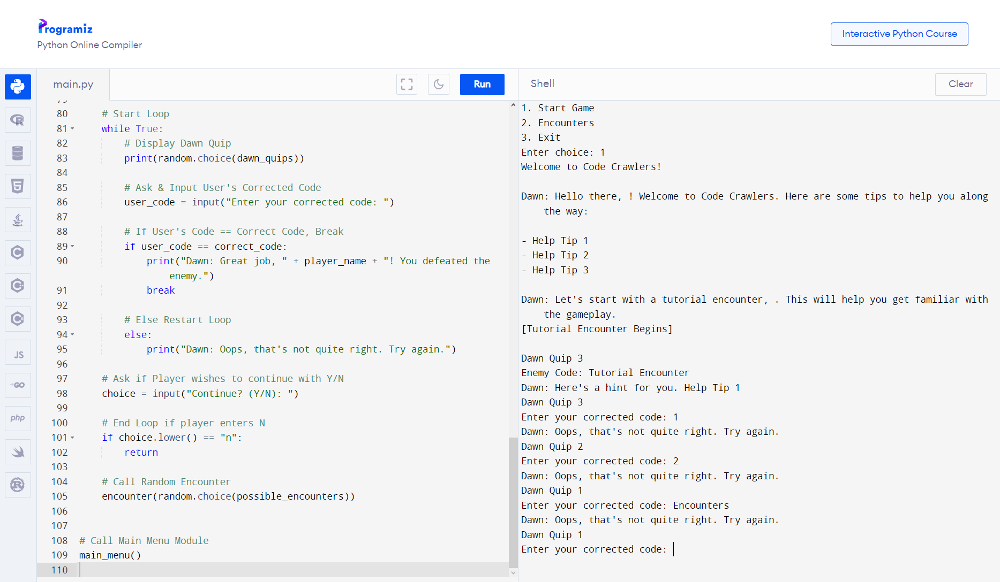 Programiz
Python Online Compiler
Interactive Python Course
main.py
Run
Shell
Clear
80 # Start Loop
81 while True:
82 # Display Dawn Quip
83 print(random.choice(dawn_quips))
84
85 # Ask & Input User's Corrected Code
86 user_code = input("Enter your corrected code: ")
87
88 # If User's Code == Correct Code, Break
89 if user_code == correct_code:
90 print("Dawn: Great job, " + player_name + "! You defeated the
enemy.")
91 break
92
93 # Else Restart Loop
94 else:
95 print("Dawn: Oops, that's not quite right. Try again.")
96
97 # Ask if Player wishes to continue with Y/N
98 choice = input("Continue? (Y/N): ")
99
100 # End Loop if player enters N
101 if choice.lower() == "n":
102 return
103
104 # Call Random Encounter
105 encounter(random.choice(possible_encounters))
106
107
108 # Call Main Menu Module
109 main_menu()
110
1. Start Game
2. Encounters
3. Exit
Enter choice: 1
Welcome to Code Crawlers!
Dawn: Hello there, ! Welcome to Code Crawlers. Here are some tips to help you along
the way:
- Help Tip 1
- Help Tip 2
- Help Tip 3
Dawn: Let's start with a tutorial encounter, . This will help you get familiar with
the gameplay.
[Tutorial Encounter Begins]
Dawn Quip 3
Enemy Code: Tutorial Encounter
Dawn: Here's a hint for you. Help Tip 1
Dawn Quip 3
Enter your corrected code: 1
Dawn: Oops, that's not quite right. Try again.
Dawn Quip 2
Enter your corrected code: 2
Dawn: Oops, that's not quite right. Try again.
Dawn Quip 1
Enter your corrected code: Encounters
Dawn: Oops, that's not quite right. Try again.
Dawn Quip 1
Enter your corrected code:
R
5
C
C
C
JS
GO
php
R